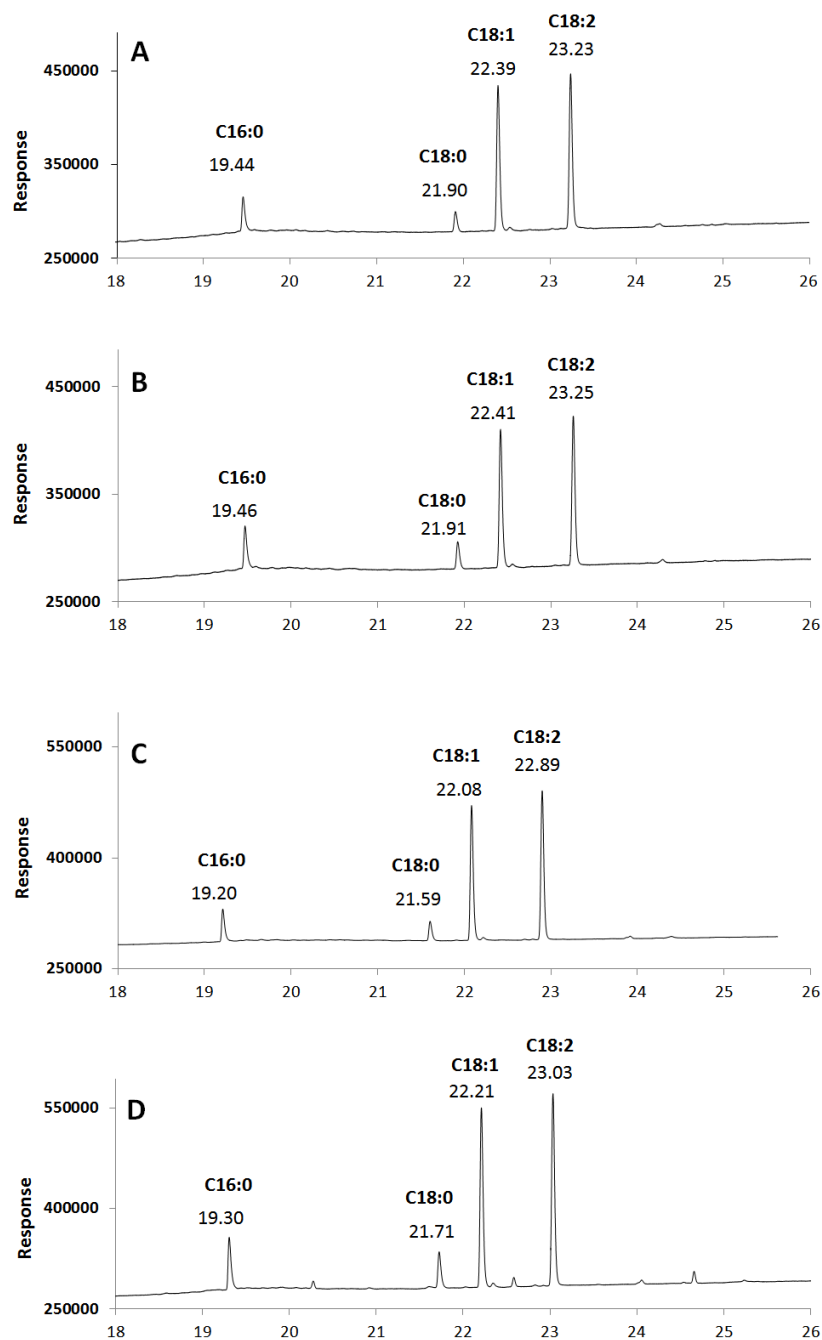 A
C18:1
C18:2
22.39
23.23
C16:0
19.44
C18:0
21.90
Response
450000
350000
250000
18 19 20 21 22 23 24 25 26
B
C18:1
C18:2
22.41
23.25
C16:0
19.46
C18:0
21.91
Response
450000
350000
250000
18 19 20 21 22 23 24 25 26
C
C18:1
C18:2
22.08
22.89
C16:0
19.20
C18:0
21.59
Response
550000
400000
250000
18 19 20 21 22 23 24 25 26
D
C18:1
C18:2
22.21
23.03
C16:0
19.30
C18:0
21.71
Response
550000
400000
250000
18 19 20 21 22 23 24 25 26